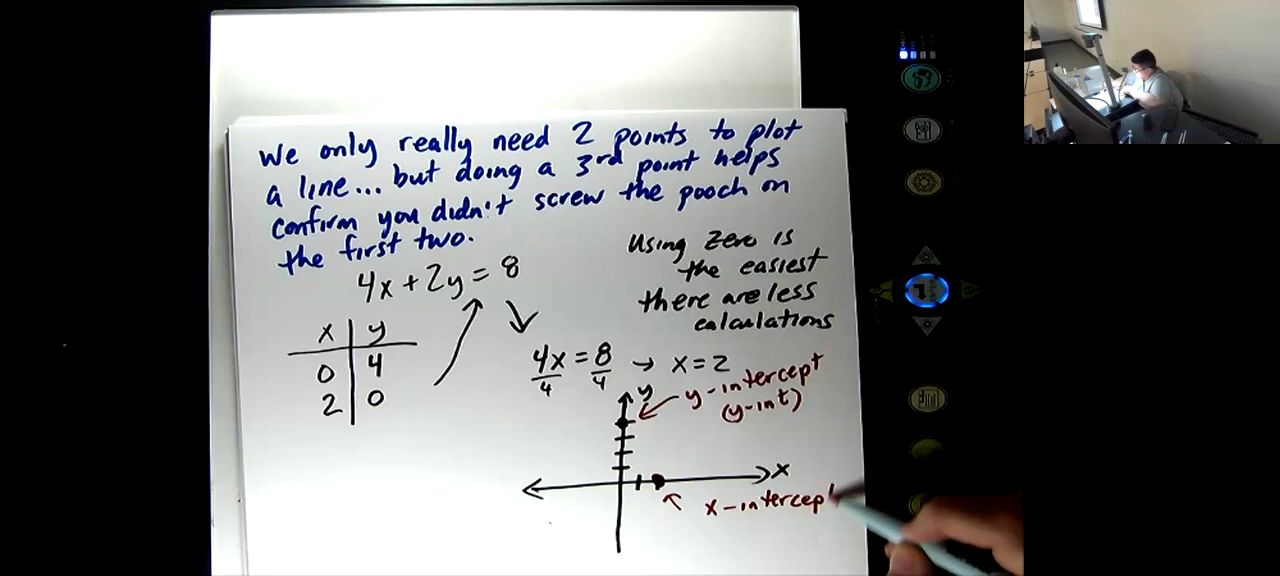 We only really need 2 points to plot
a line... but doing a 3rd point helps
confirm you didn't screw the pooch on
the first two.
4x + 2y = 8
Using Zero is
the easiest
there are less
calculations
x y
0 4
2 0
4x = 8 → x = 2
4 4
y
y-intercept
(y-int)
x
x-intercept